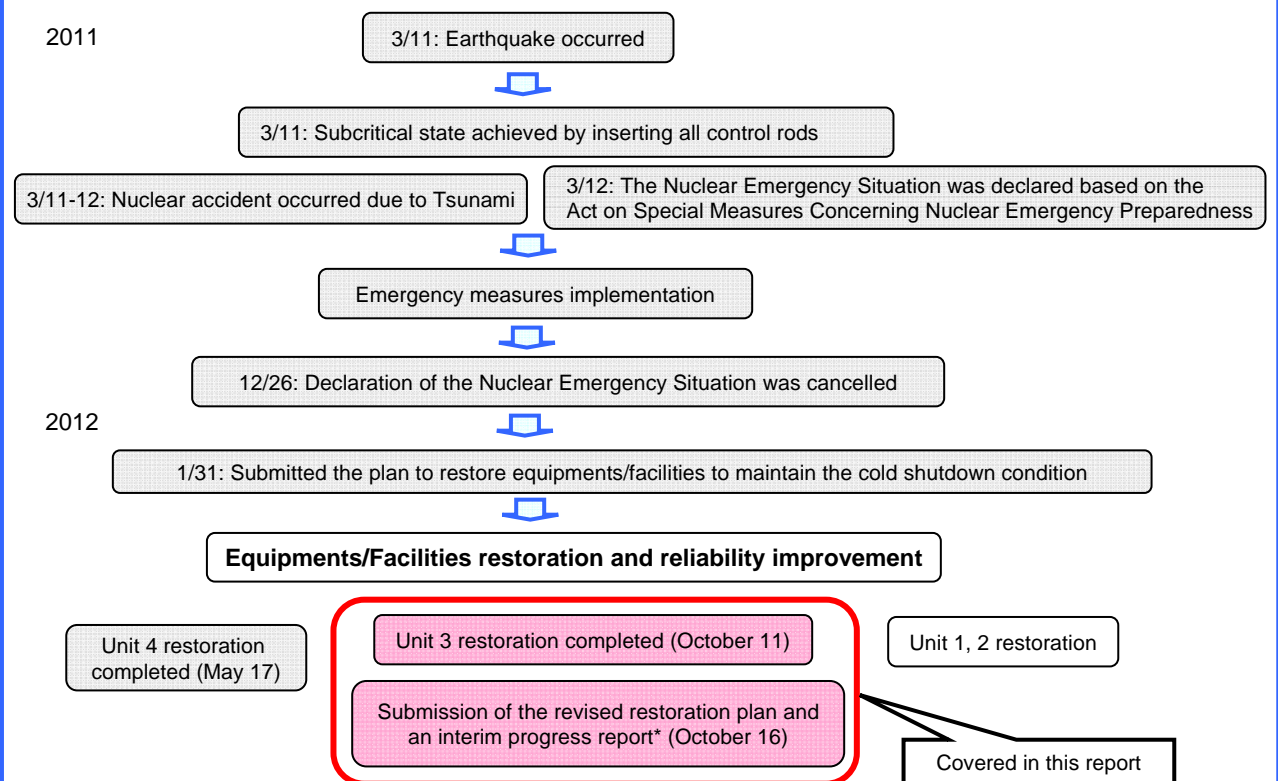 2011
3/11: Earthquake occurred
3/11: Subcritical state achieved by inserting all control rods
3/11-12: Nuclear accident occurred due to Tsunami
3/12: The Nuclear Emergency Situation was declared based on the
Act on Special Measures Concerning Nuclear Emergency Preparedness
Emergency measures implementation
12/26: Declaration of the Nuclear Emergency Situation was cancelled
2012
1/31: Submitted the plan to restore equipments/facilities to maintain the cold shutdown condition
Equipments/Facilities restoration and reliability improvement
Unit 4 restoration
completed (May 17)
Unit 3 restoration completed (October 11)
Submission of the revised restoration plan and
an interim progress report* (October 16)
Unit 1, 2 restoration
Covered in this report